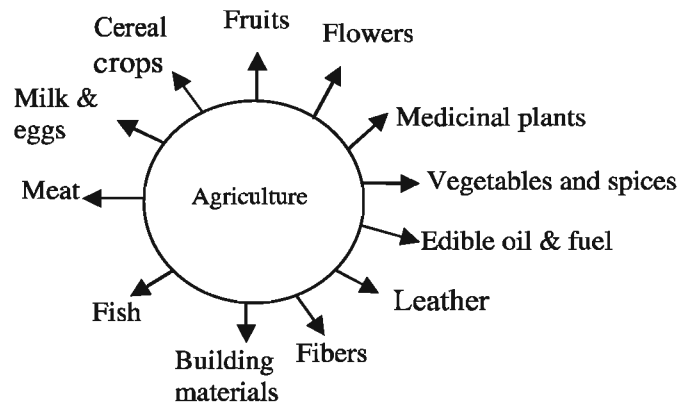 Fruits
Flowers
Cereal
crops
Milk &
eggs
Medicinal plants
Meat
Agriculture
Vegetables and spices
Edible oil & fuel
Leather
Fish
Fibers
Building
materials